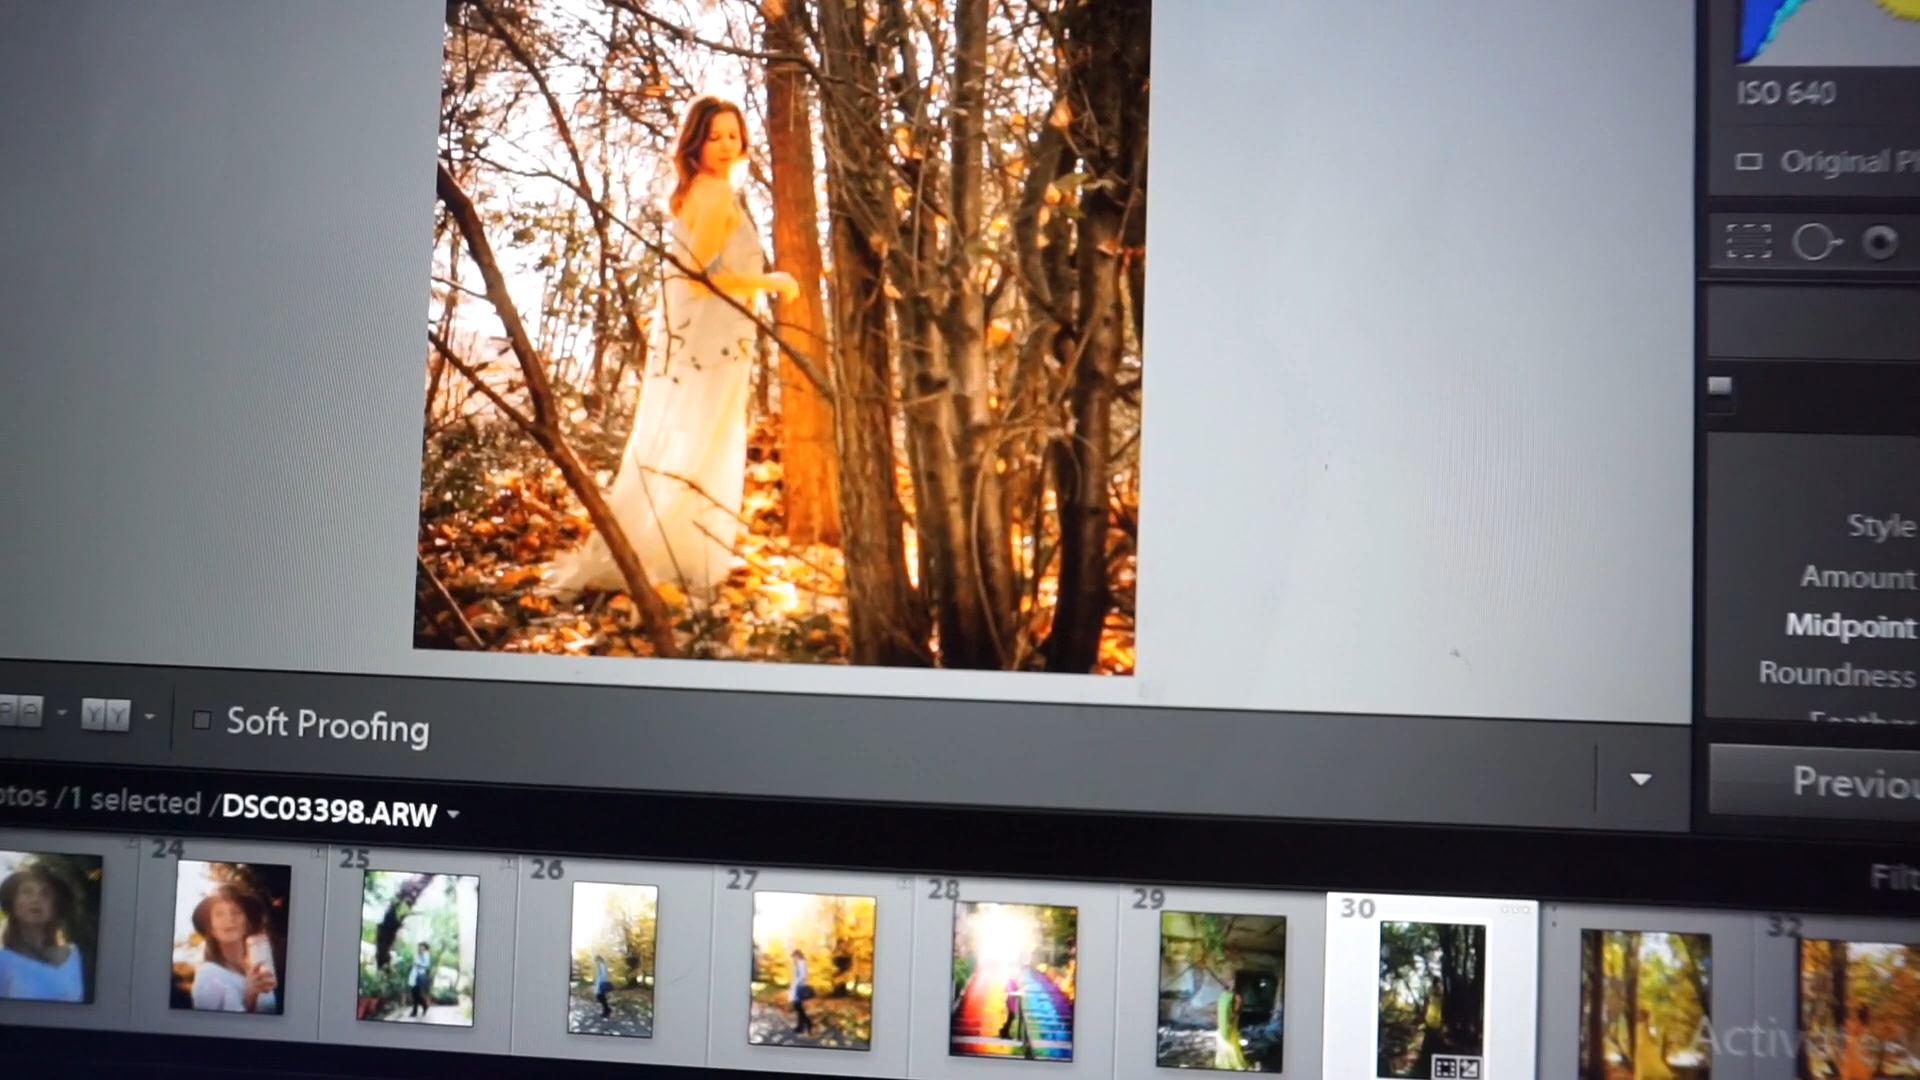 ISO 640
Original
Style
Amount
Midpoint
Roundness
Soft Proofing
/1 selected /DSC03398.ARW
24
25
26
27
28
29
30
32